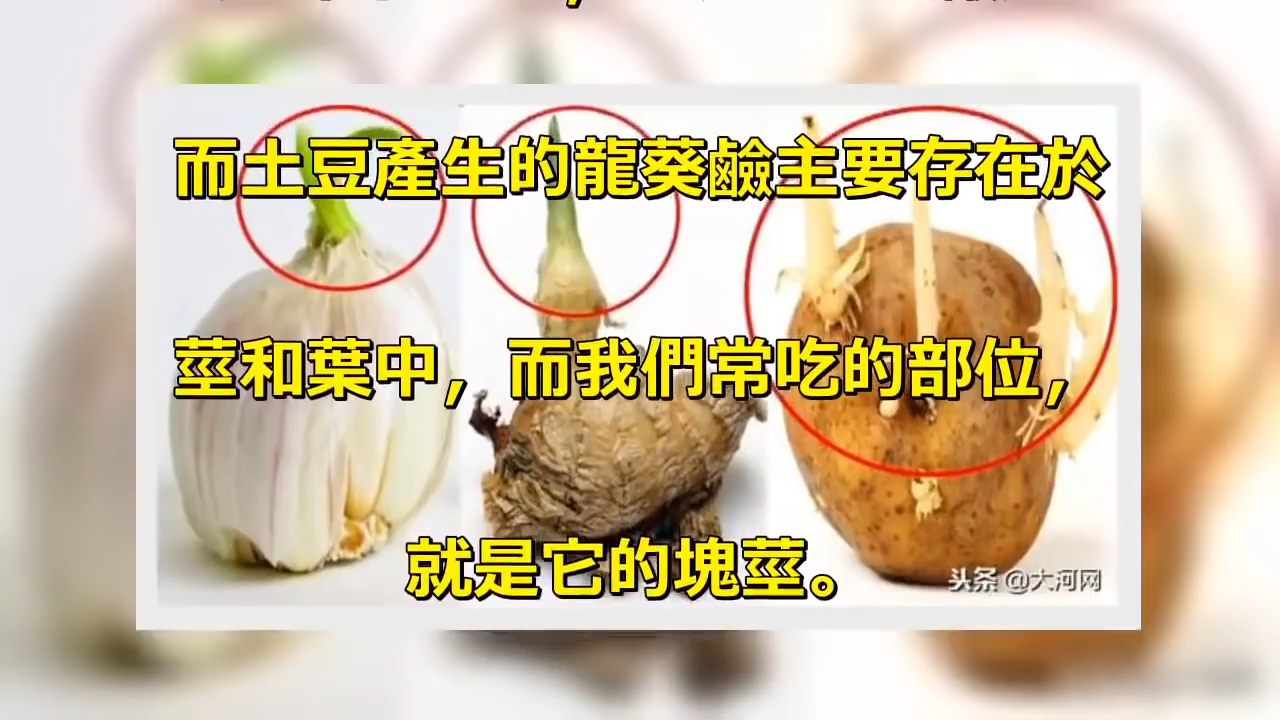 而土豆產生的龍葵鹼主要存在於
莖和葉中，而我們常吃的部位，
就是它的塊莖。
头条 @大河网